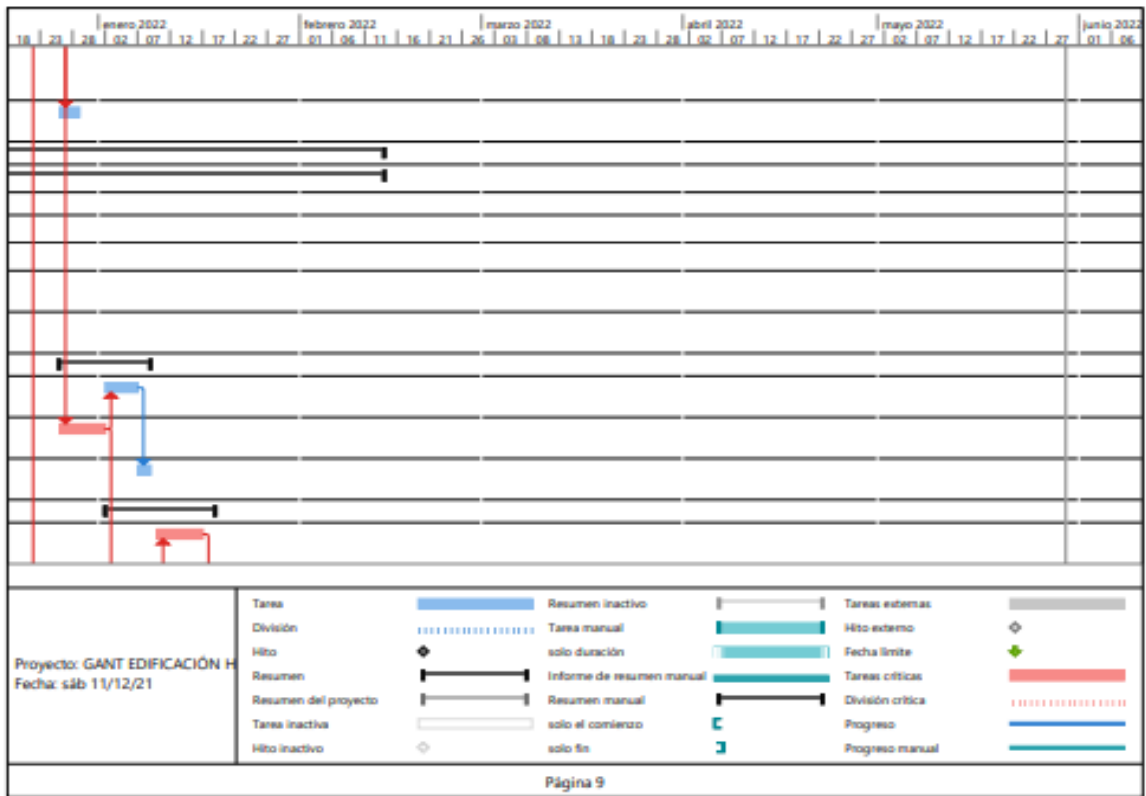 enero 2022 febrero 2022 marzo 2022 abril 2022 mayo 2022 junio 2022
18 23 28 02 07 12 17 22 27 01 06 11 16 21 26 03 08 13 18 23 28 02 07 12 17 22 27 02 07 12 17 22 27 01 06
Tarea Resumen inactivo Tareas externas
División Tarea manual Hito externo
Hito solo duración Fecha límite
Proyecto: GANT EDIFICACIÓN H
Fecha: sáb 11/12/21
Resumen Informe de resumen manual Tareas críticas
Resumen del proyecto Resumen manual División crítica
Tarea inactiva solo el comienzo Progreso
Hito inactivo solo fin Progreso manual
Página 9